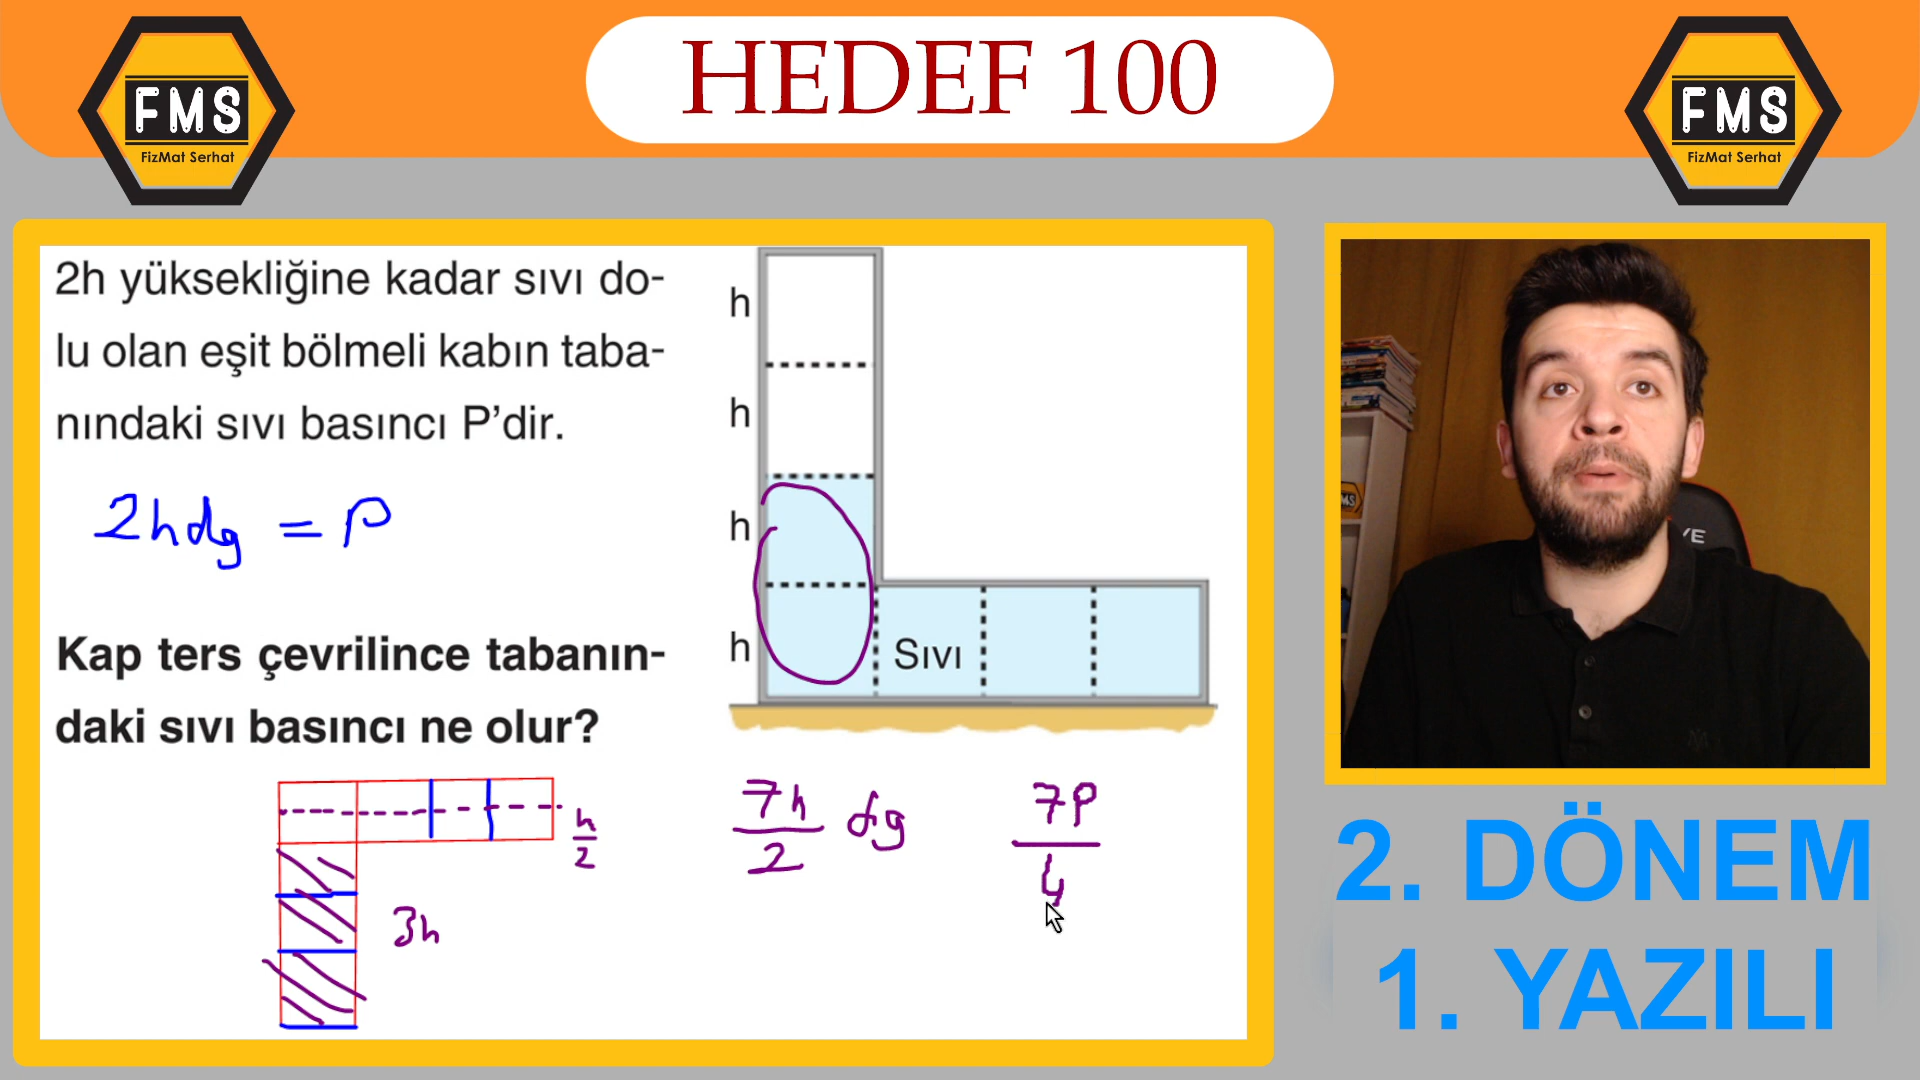 HEDEF 100
FMS
FizMat Serhat
FMS
FizMat Serhat
2h yüksekliğine kadar sıvı do-
lu olan eşit bölmeli kabın taba-
nındaki sıvı basıncı P'dir.
2hdg = P
Kap ters çevrilince tabanın-
daki sıvı basıncı ne olur?
h
h
h
h
Sıvı
h/2
3h
7h/2 dg
7P/4
2. DÖNEM
1. YAZILI